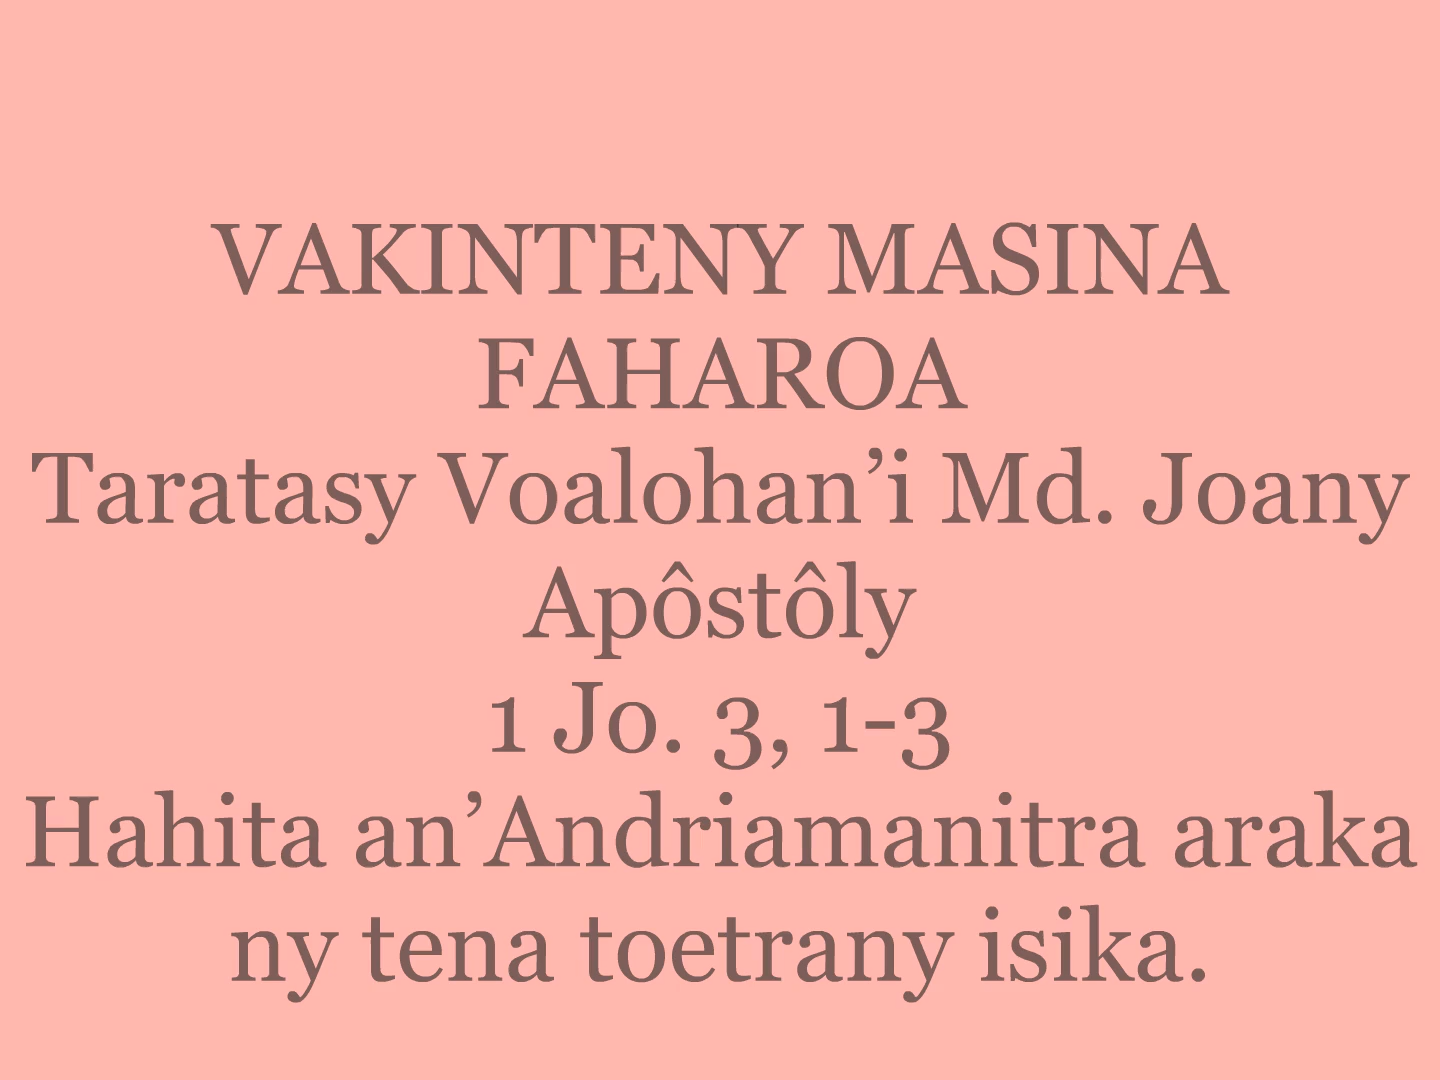 VAKINTENY MASINA
FAHAROA
Taratasy Voalohan’i Md. Joany
Apôstôly
1 Jo. 3, 1-3
Hahita an’Andriamanitra araka
ny tena toetrany isika.